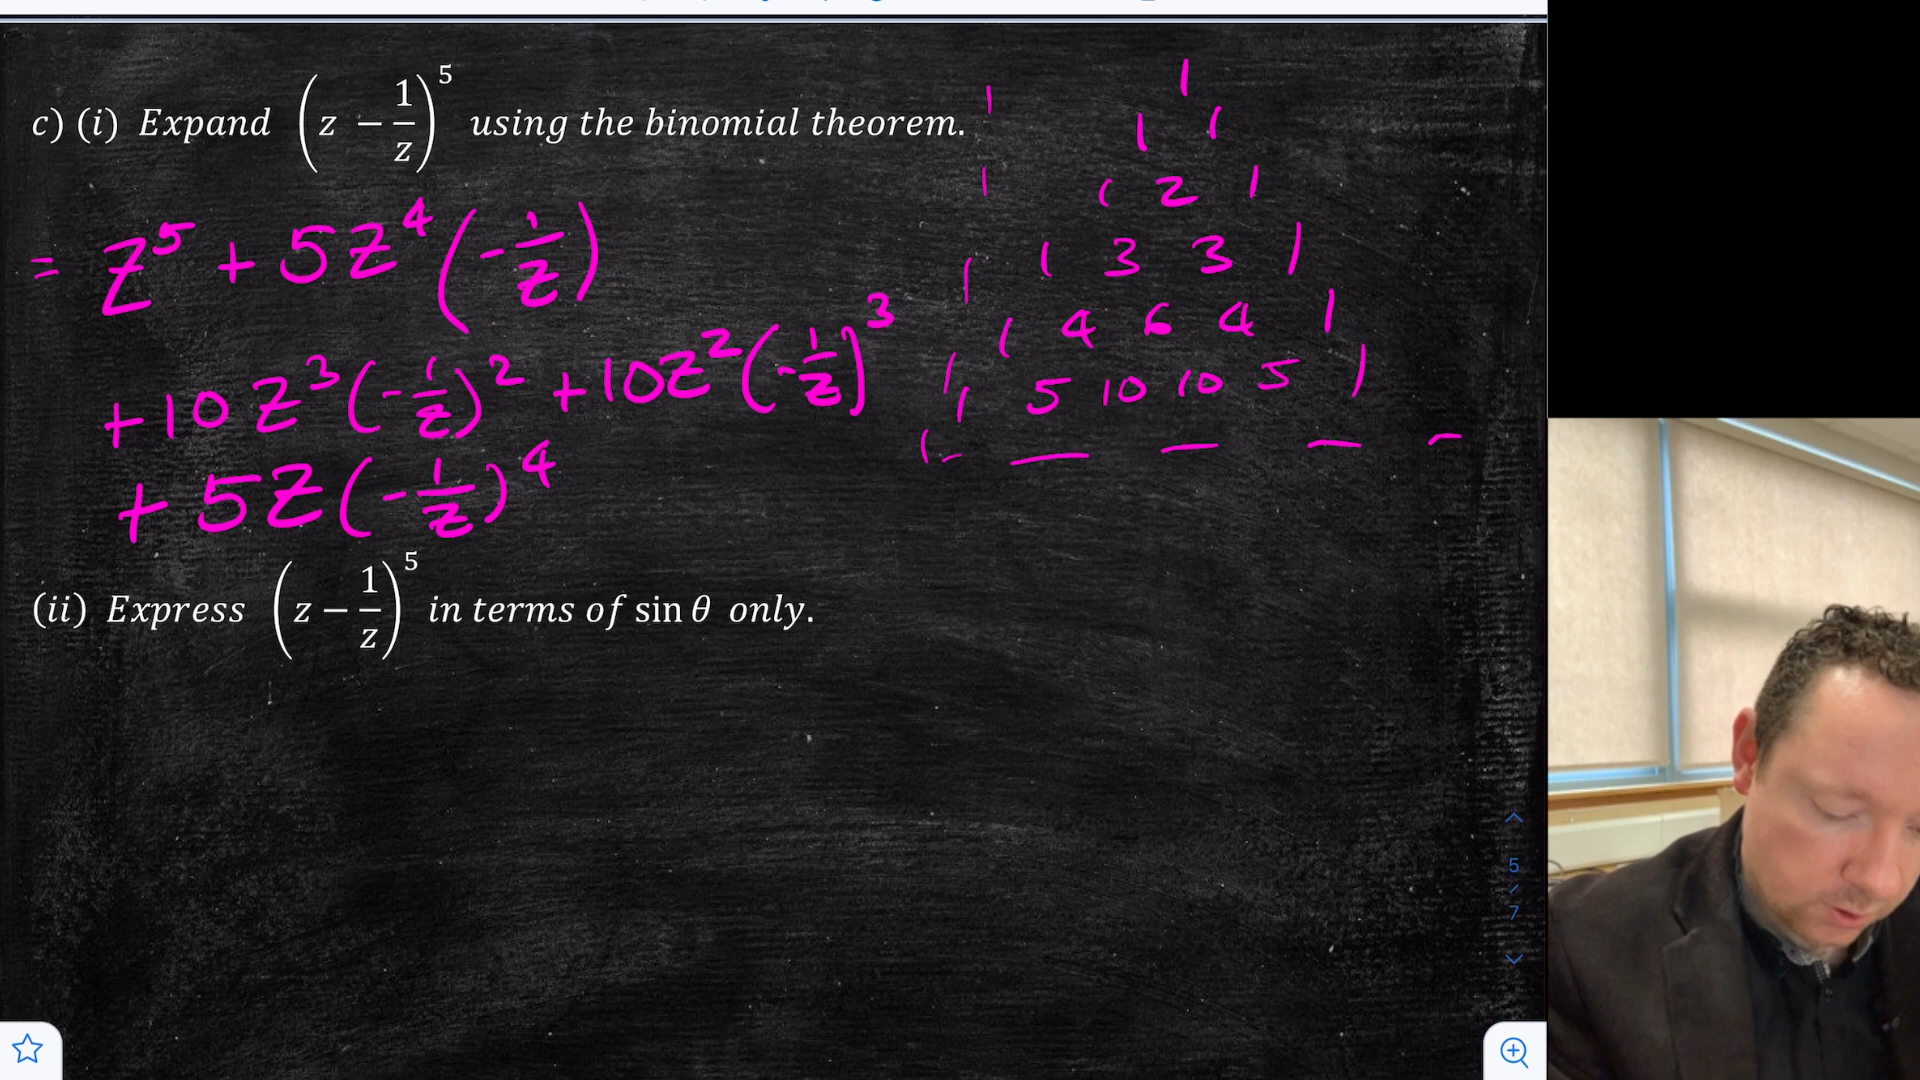 c) (i) Expand (z − 1/z)^5 using the binomial theorem.
= z^5 + 5z^4(-1/z)
+10z^3(-1/z)^2 +10z^2(-1/z)^3
+ 5z(-1/z)^4
(ii) Express (z − 1/z)^5 in terms of sin θ only.
1
1 1
1 2 1
1 3 3 1
1 4 6 4 1
1 5 10 10 5 1
5
/
7